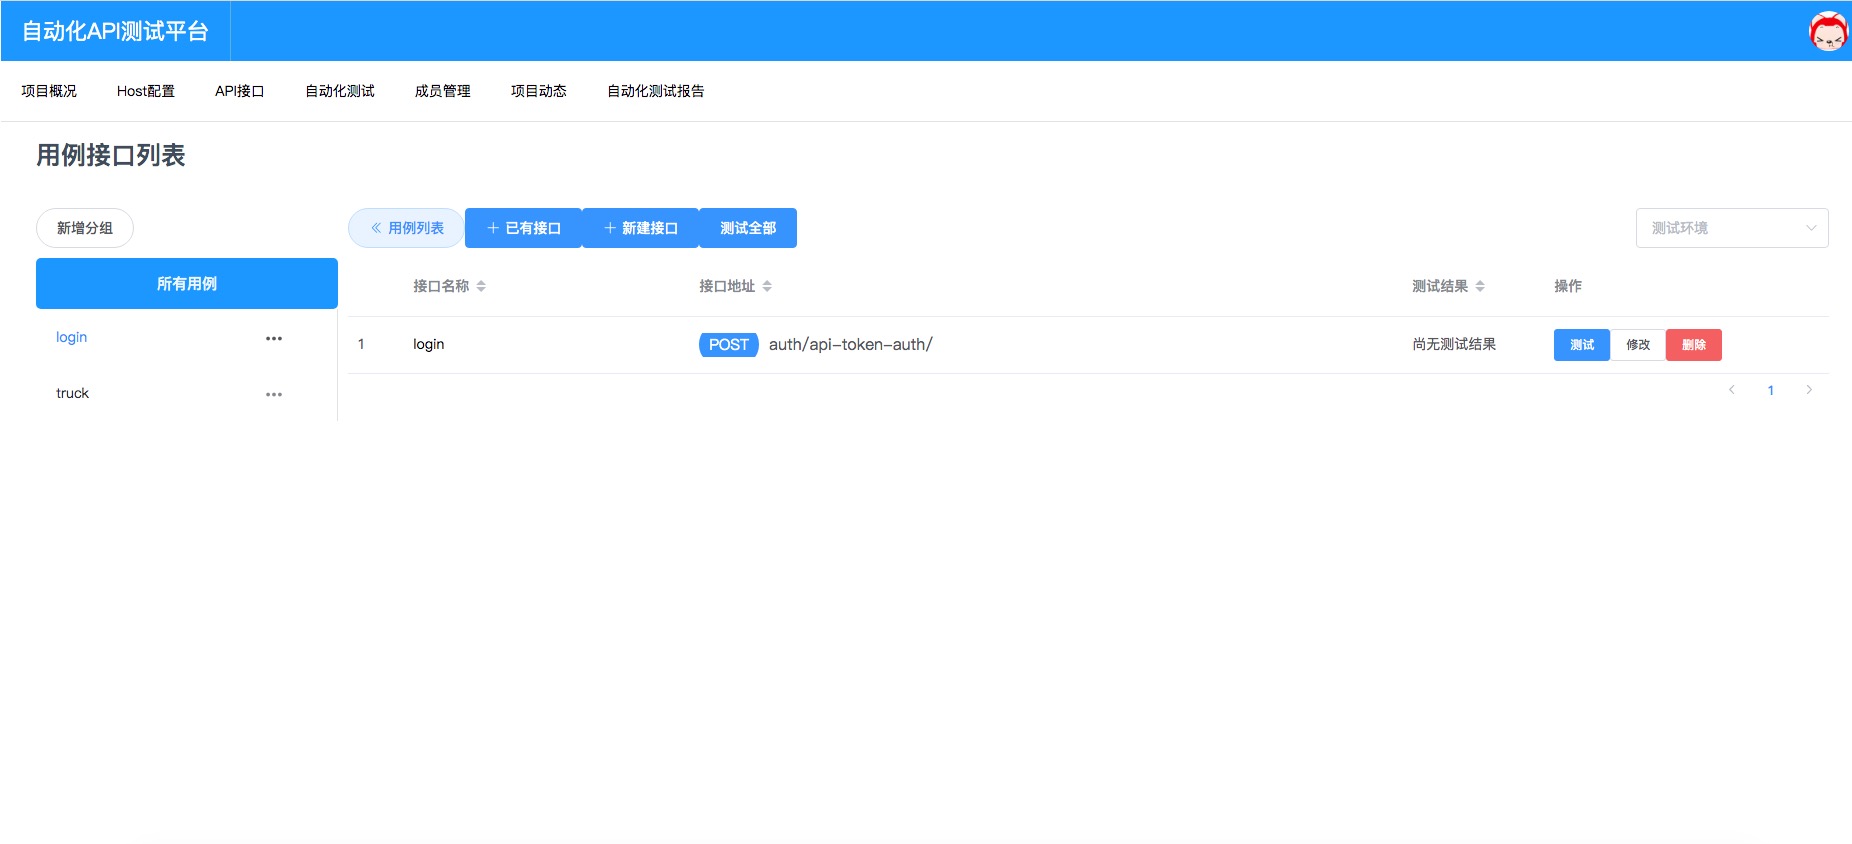 自动化API测试平台
项目概况 Host配置 API接口 自动化测试 成员管理 项目动态 自动化测试报告
用例接口列表
新增分组 用例列表 已有接口 新建接口 测试全部 测试环境
所有用例 接口名称 接口地址 测试结果 操作
login 1 login POST auth/api-token-auth/ 尚无测试结果 测试 修改 删除
truck 1